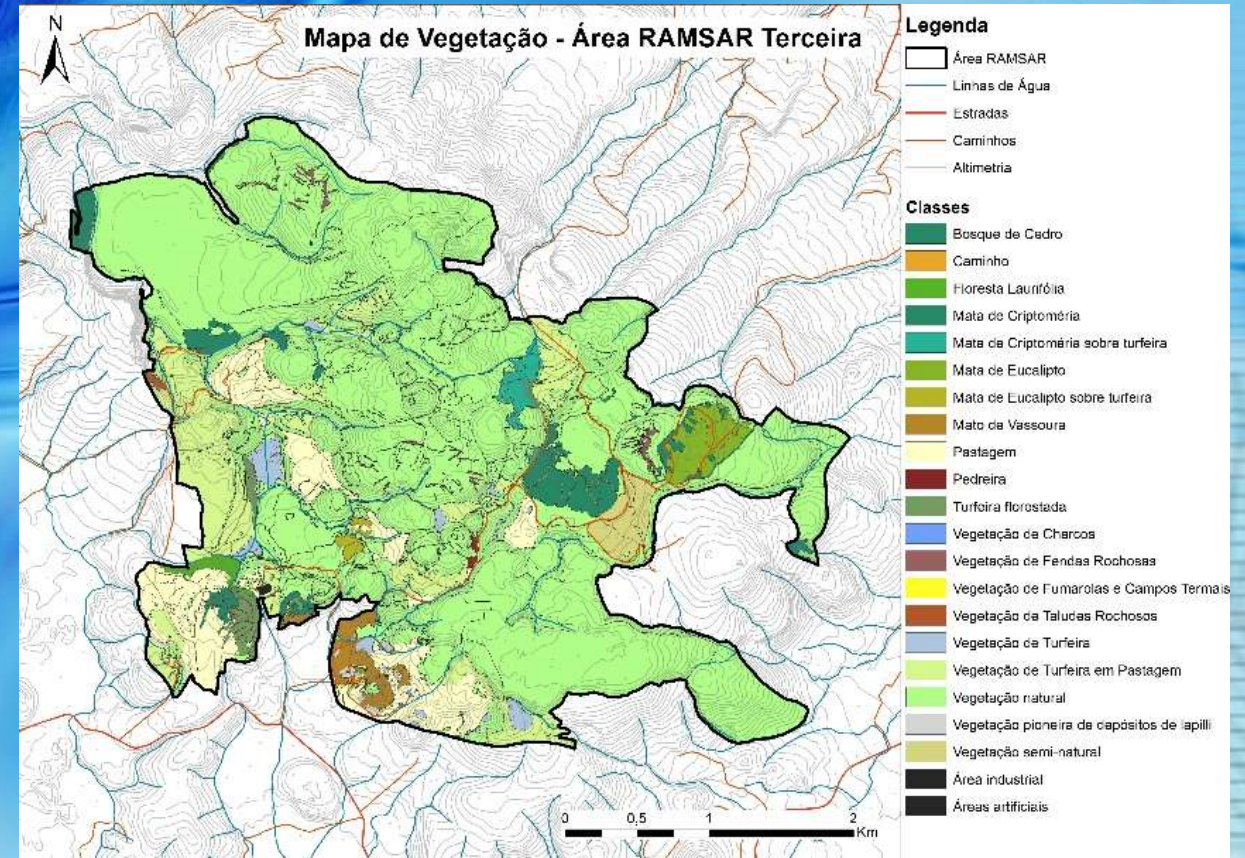 N
Mapa de Vegetação - Área RAMSAR Terceira
Legenda
Área RAMSAR
Linhas de Água
Estradas
Caminhos
Altimetria
Classes
Bosque de Cedro
Caminho
Floresta Laurifólia
Mata de Criptoméria
Mata de Criptoméria sobre turfeira
Mata de Eucalipto
Mata de Eucalipto sobre turfeira
Mato de Vassoura
Pastagem
Pedreira
Turfeira florestada
Vegetação de Charcos
Vegetação de Fendas Rochosas
Vegetação de Fumarolas e Campos Termais
Vegetação de Taludes Rochosos
Vegetação de Turfeira
Vegetação de Turfeira em Pastagem
Vegetação natural
Vegetação pioneira de depósitos de lapilli
Vegetação semi-natural
Área industrial
Áreas artificiais
0 0,5 1 2
Km